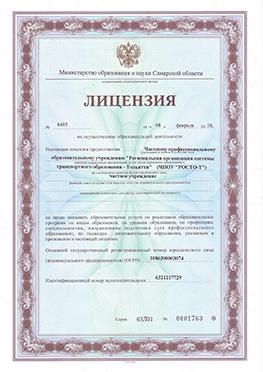 Министерство образования и науки Самарской области
ЛИЦЕНЗИЯ
№ 6495 от « 08 » февраля 20 16 г.
на осуществление образовательной деятельности
Настоящая лицензия предоставлена Частному профессиональному
образовательному учреждению "Региональная организация системы
транспортного образования - Тольятти" (ЧПОУ "РОСТО-Т")
частное учреждение
на право оказывать образовательные услуги по реализации образовательных
программ по видам образования, по уровням образования, по профессиям,
специальностям, направлениям подготовки (для профессионального
образования), по подвидам дополнительного образования, указанным в
приложении к настоящей лицензии
Основной государственный регистрационный номер юридического лица
(индивидуального предпринимателя) (ОГРН) 1086300003074
Идентификационный номер налогоплательщика 6321217729
Серия 63Л01 № 0001763 *